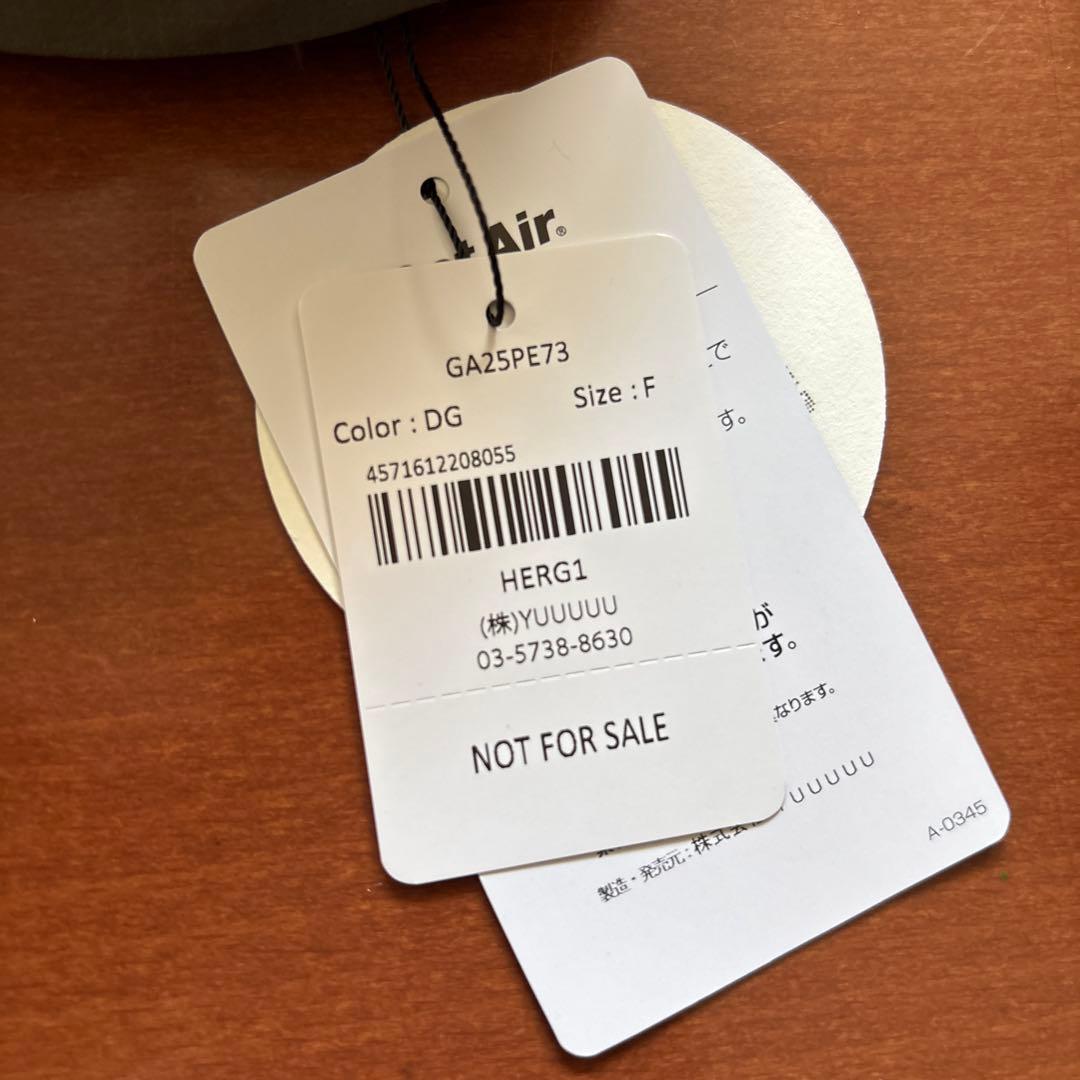 Air®
GA25PE73
Color : DG
Size : F
4571612208055
HERG1
(株)YUUUUU
03-5738-8630
NOT FOR SALE
ー
で
す。
が
す。
なります。
製造・発売元:株式会
UUUUU
A-0345